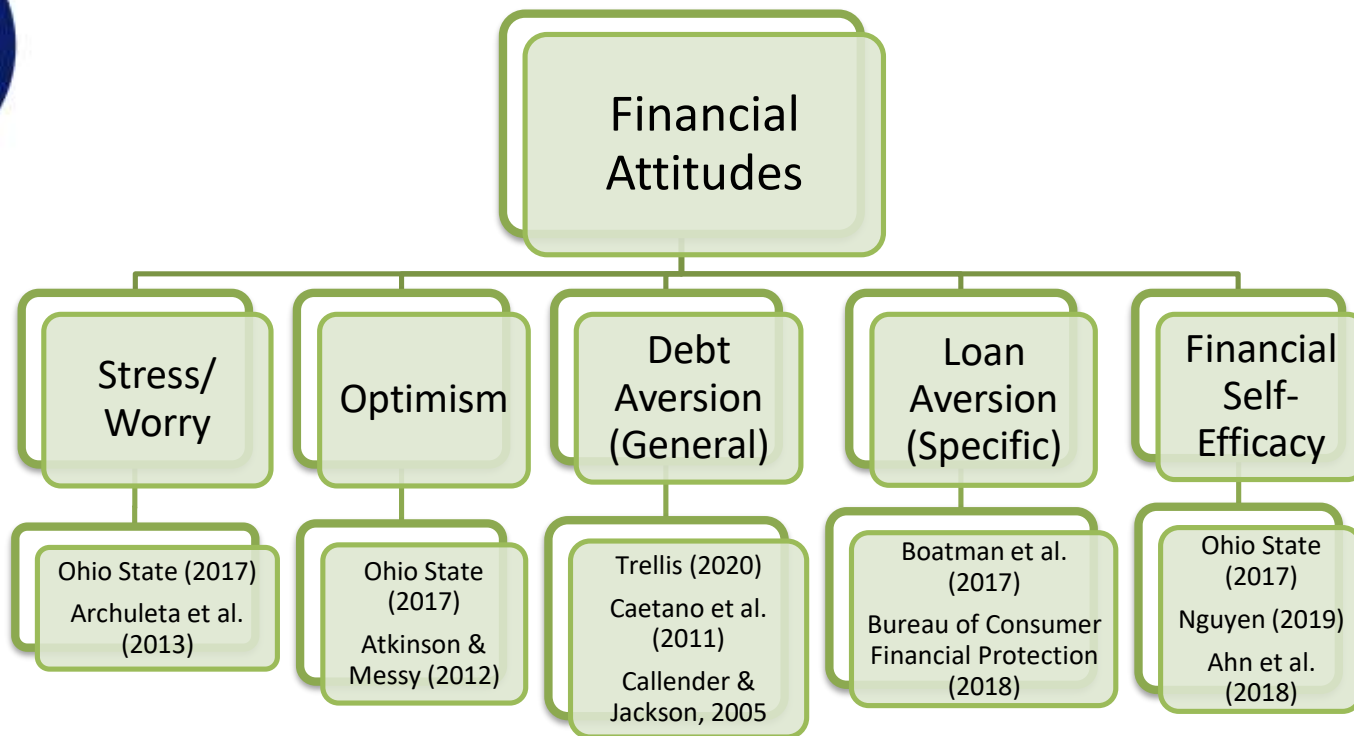 Financial
Attitudes
Stress/
Worry
Optimism
Debt
Aversion
(General)
Loan
Aversion
(Specific)
Financial
Self-
Efficacy
Ohio State (2017)
Archuleta et al.
(2013)
Ohio State
(2017)
Atkinson &
Messy (2012)
Trellis (2020)
Caetano et al.
(2011)
Callender &
Jackson, 2005
Boatman et al.
(2017)
Bureau of Consumer
Financial Protection
(2018)
Ohio State
(2017)
Nguyen (2019)
Ahn et al.
(2018)